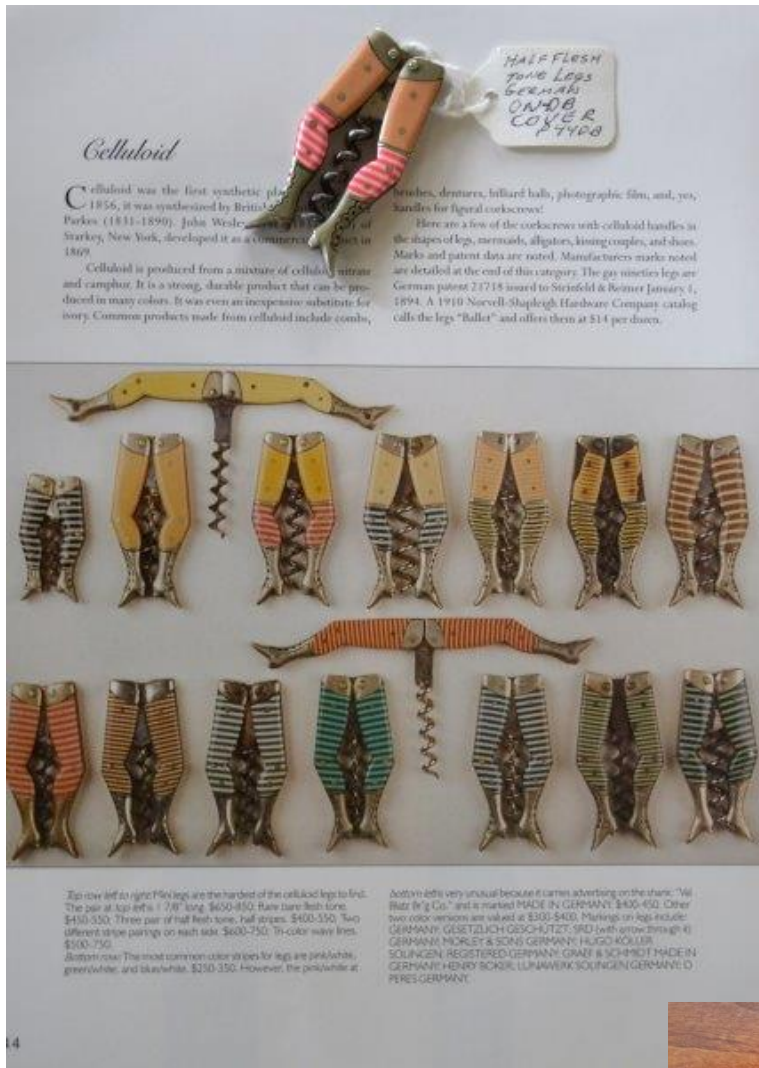 HALF FLESH
TONE LEGS
GERMAN
ON DB
COVER
P 44 DB
Celluloid
Celluloid was the first synthetic
1856, it was synthesized by
Parkes (1831-1890). John of
Starkey, New York, developed it as a in
1869.
Celluloid is produced from a mixture of nitrate
and camphor. It is a strong, durable product that can be pro-
duced in many colors. It was even an inexpensive substitute for
ivory. Common products made from celluloid include combs,
brushes, dentures, billiard balls, photographic film, and, yes,
handles for figural corkscrews!
Here are a few of the corkscrews with celluloid handles in
the shapes of legs, mermaids, alligators, kissing couples, and shoes.
Marks and patent data are noted. Manufacturers marks noted
are detailed at the end of this category. The gay nineties legs are
German patent 21718 issued to Steinfeld & Reimer January 1,
1894. A 1910 Norvell-Shapleigh Hardware Company catalog
calls the legs "Ballet" and offers them at $14 per dozen.
Top row left to right: Mini legs are the hardest of the celluloid legs to find.
The pair at top left is 1 7/8" long. $650-850; Rare bare flesh tone.
$450-550; Three pair of half flesh tone, half stripes. $400-550; Two
different stripe pairings on each side. $600-750; Tri-color wave lines.
$500-750.
Bottom row: The most common color stripes for legs are pink/white,
green/white, and blue/white. $250-350. However, the pink/white at
bottom left is very unusual because it carries advertising on the shank: "Val
Blatz Br'g Co." and is marked MADE IN GERMANY. $400-450. Other
two color versions are valued at $300-$400. Markings on legs include:
GERMANY; GESETZLICH GESCHÜTZT; SRD (with arrow through it)
GERMANY; MORLEY & SONS GERMANY; HUGO KOLLER
SOLINGEN; REGISTERED GERMANY; GRAEF & SCHMIDT MADE IN
GERMANY; HENRY BOKER; LUNAWERK SOLINGEN GERMANY; D
PERES GERMANY.
44